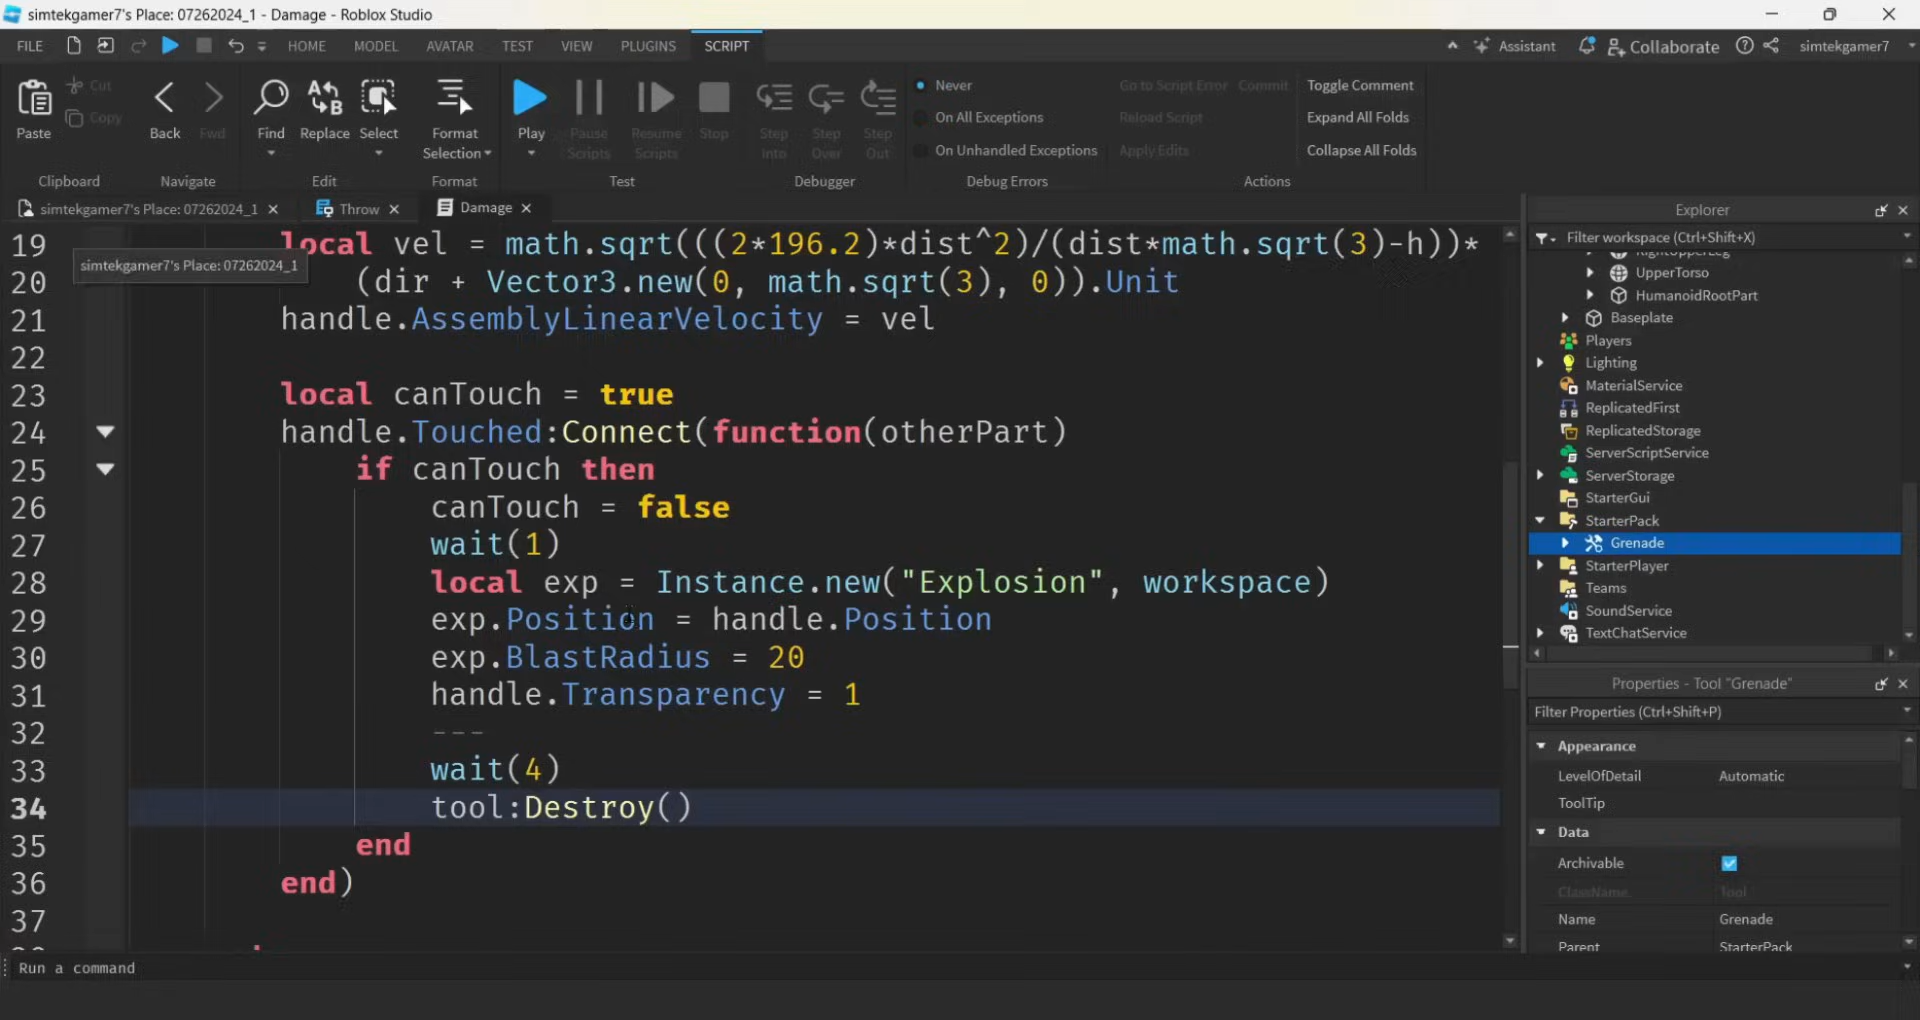 simtekgamer7's Place: 07262024_1 - Damage - Roblox Studio
FILE HOME MODEL AVATAR TEST VIEW PLUGINS SCRIPT Assistant Collaborate simtekgamer7
Paste Cut Copy
Back Fwd
Find Replace Select
Format Selection
Play Pause Scripts Resume Scripts Stop
Step Into Step Over Step Out
Never
On All Exceptions
On Unhandled Exceptions
Go to Script Error Commit
Reload Script
Apply Edits
Toggle Comment
Expand All Folds
Collapse All Folds
Clipboard Navigate Edit Format Test Debugger Debug Errors Actions
simtekgamer7's Place: 07262024_1 Throw Damage
simtekgamer7's Place: 07262024_1
19 local vel = math.sqrt(((2*196.2)*dist^2)/(dist*math.sqrt(3)-h))*
20 (dir + Vector3.new(0, math.sqrt(3), 0)).Unit
21 handle.AssemblyLinearVelocity = vel
22
23 local canTouch = true
24 handle.Touched:Connect(function(otherPart)
25 if canTouch then
26 canTouch = false
27 wait(1)
28 local exp = Instance.new("Explosion", workspace)
29 exp.Position = handle.Position
30 exp.BlastRadius = 20
31 handle.Transparency = 1
32 ---
33 wait(4)
34 tool:Destroy()
35 end
36 end)
37
Run a command
Explorer
Filter workspace (Ctrl+Shift+X)
RightUpperLeg
UpperTorso
HumanoidRootPart
Baseplate
Players
Lighting
MaterialService
ReplicatedFirst
ReplicatedStorage
ServerScriptService
ServerStorage
StarterGui
StarterPack
Grenade
StarterPlayer
Teams
SoundService
TextChatService
Properties - Tool "Grenade"
Filter Properties (Ctrl+Shift+P)
Appearance
LevelOfDetail Automatic
ToolTip
Data
Archivable
ClassName Tool
Name Grenade
Parent StarterPack